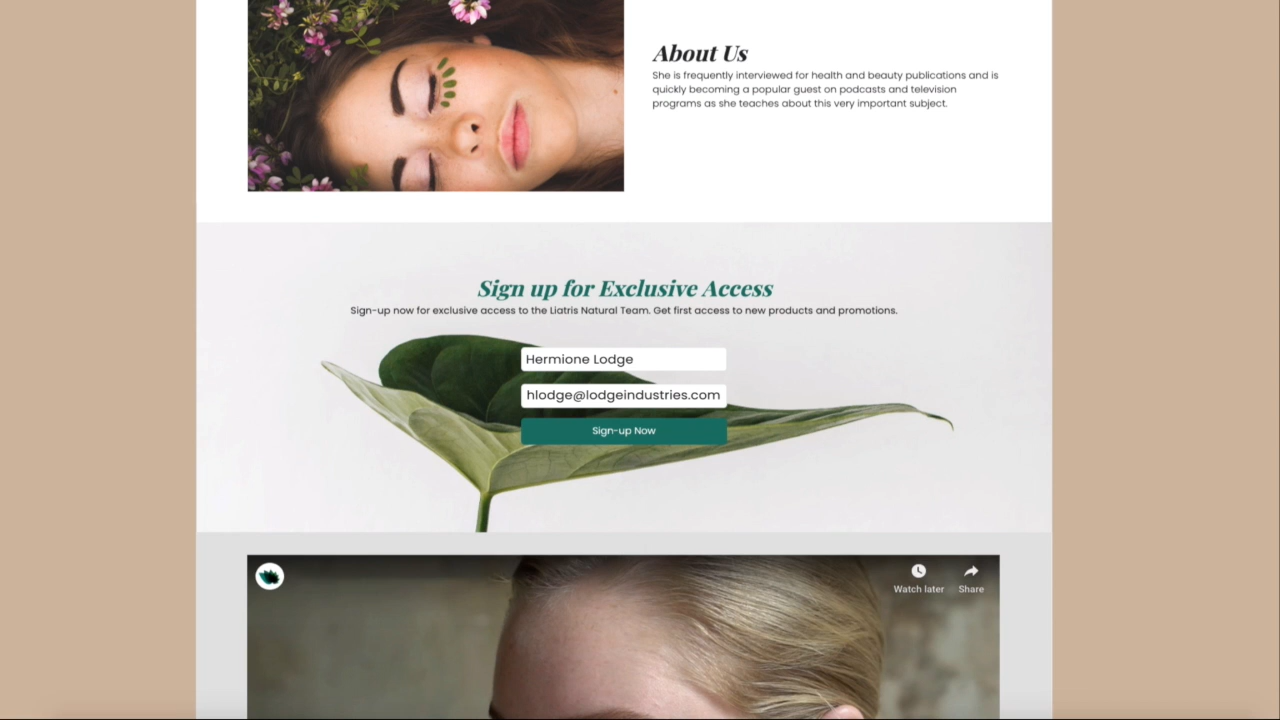 About Us
She is frequently interviewed for health and beauty publications and is
quickly becoming a popular guest on podcasts and television
programs as she teaches about this very important subject.
Sign up for Exclusive Access
Sign-up now for exclusive access to the Liatris Natural Team. Get first access to new products and promotions.
Hermione Lodge
hlodge@lodgeindustries.com
Sign-up Now
Watch later
Share